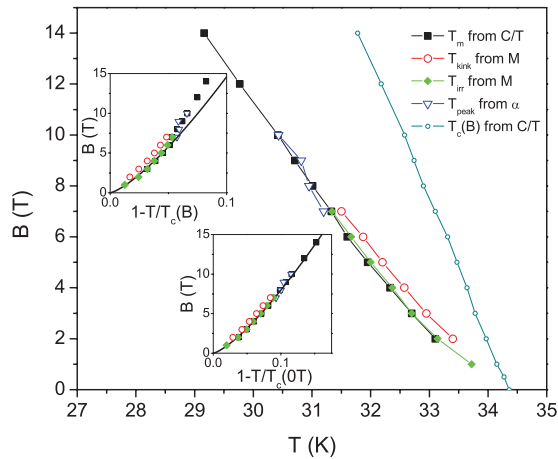 14
12
10
8
6
4
2
0
B (T)
27 28 29 30 31 32 33 34 35
T (K)
T_m from C/T
T_kink from M
T_irr from M
T_peak from α
T_c(B) from C/T
15
10
5
0
B (T)
0.0 0.1
1-T/T_c(B)
15
10
5
0
B (T)
0.0 0.1
1-T/T_c(0T)